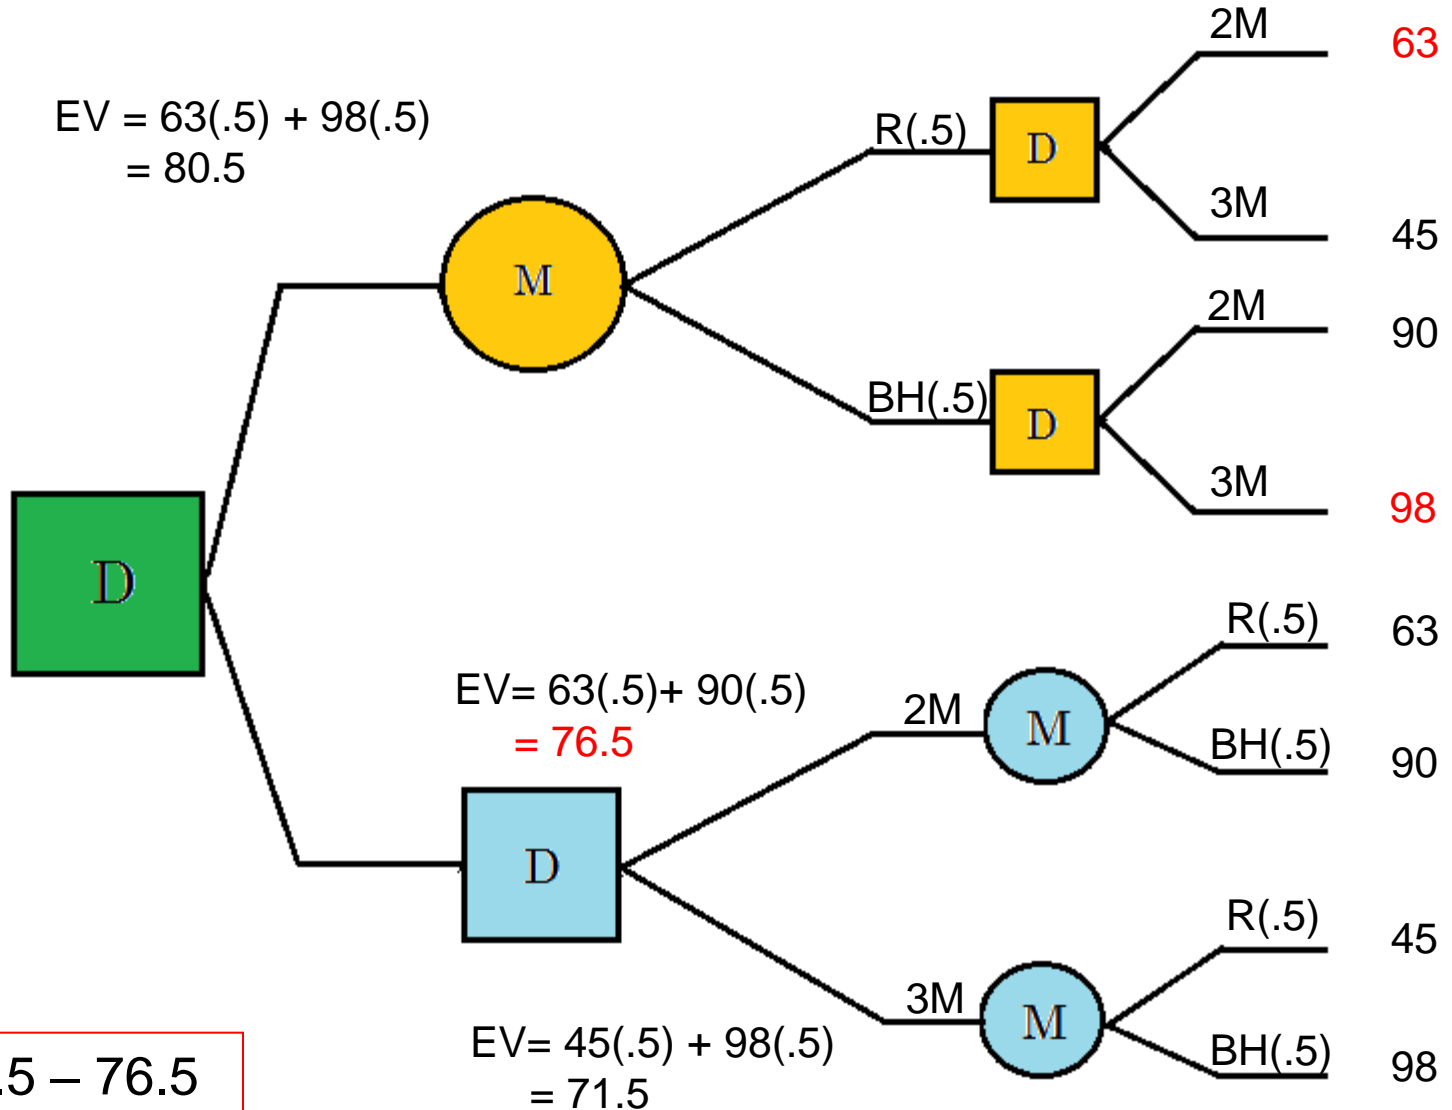 2M
63
EV = 63(.5) + 98(.5)
= 80.5
R(.5)
D
3M
45
M
2M
90
BH(.5)
D
3M
98
D
R(.5)
63
EV= 63(.5)+ 90(.5)
= 76.5
2M
M
BH(.5)
90
D
R(.5)
45
3M
M
EV= 45(.5) + 98(.5)
= 71.5
BH(.5)
98
.5 – 76.5